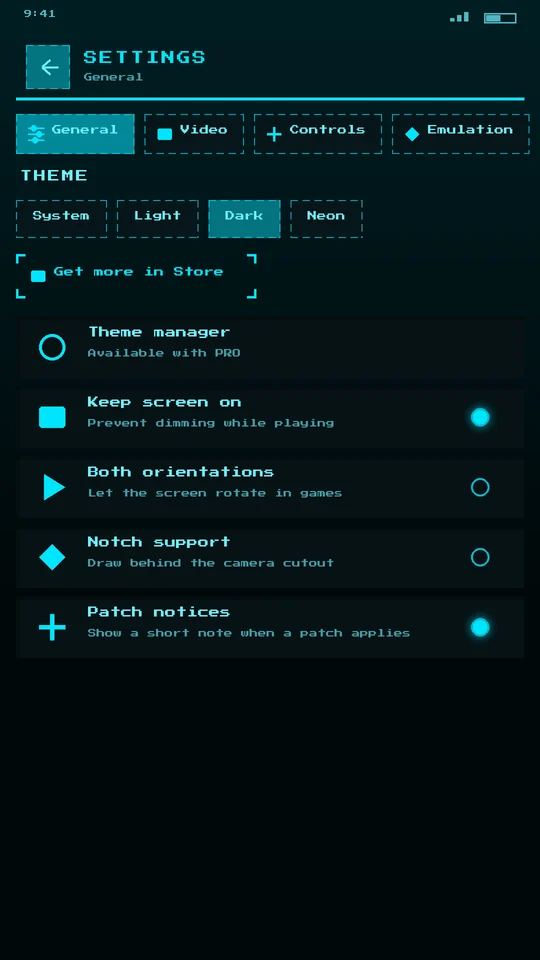 9:41
SETTINGS
General
General
Video
Controls
Emulation
THEME
System
Light
Dark
Neon
Get more in Store
Theme manager
Available with PRO
Keep screen on
Prevent dimming while playing
Both orientations
Let the screen rotate in games
Notch support
Draw behind the camera cutout
Patch notices
Show a short note when a patch applies